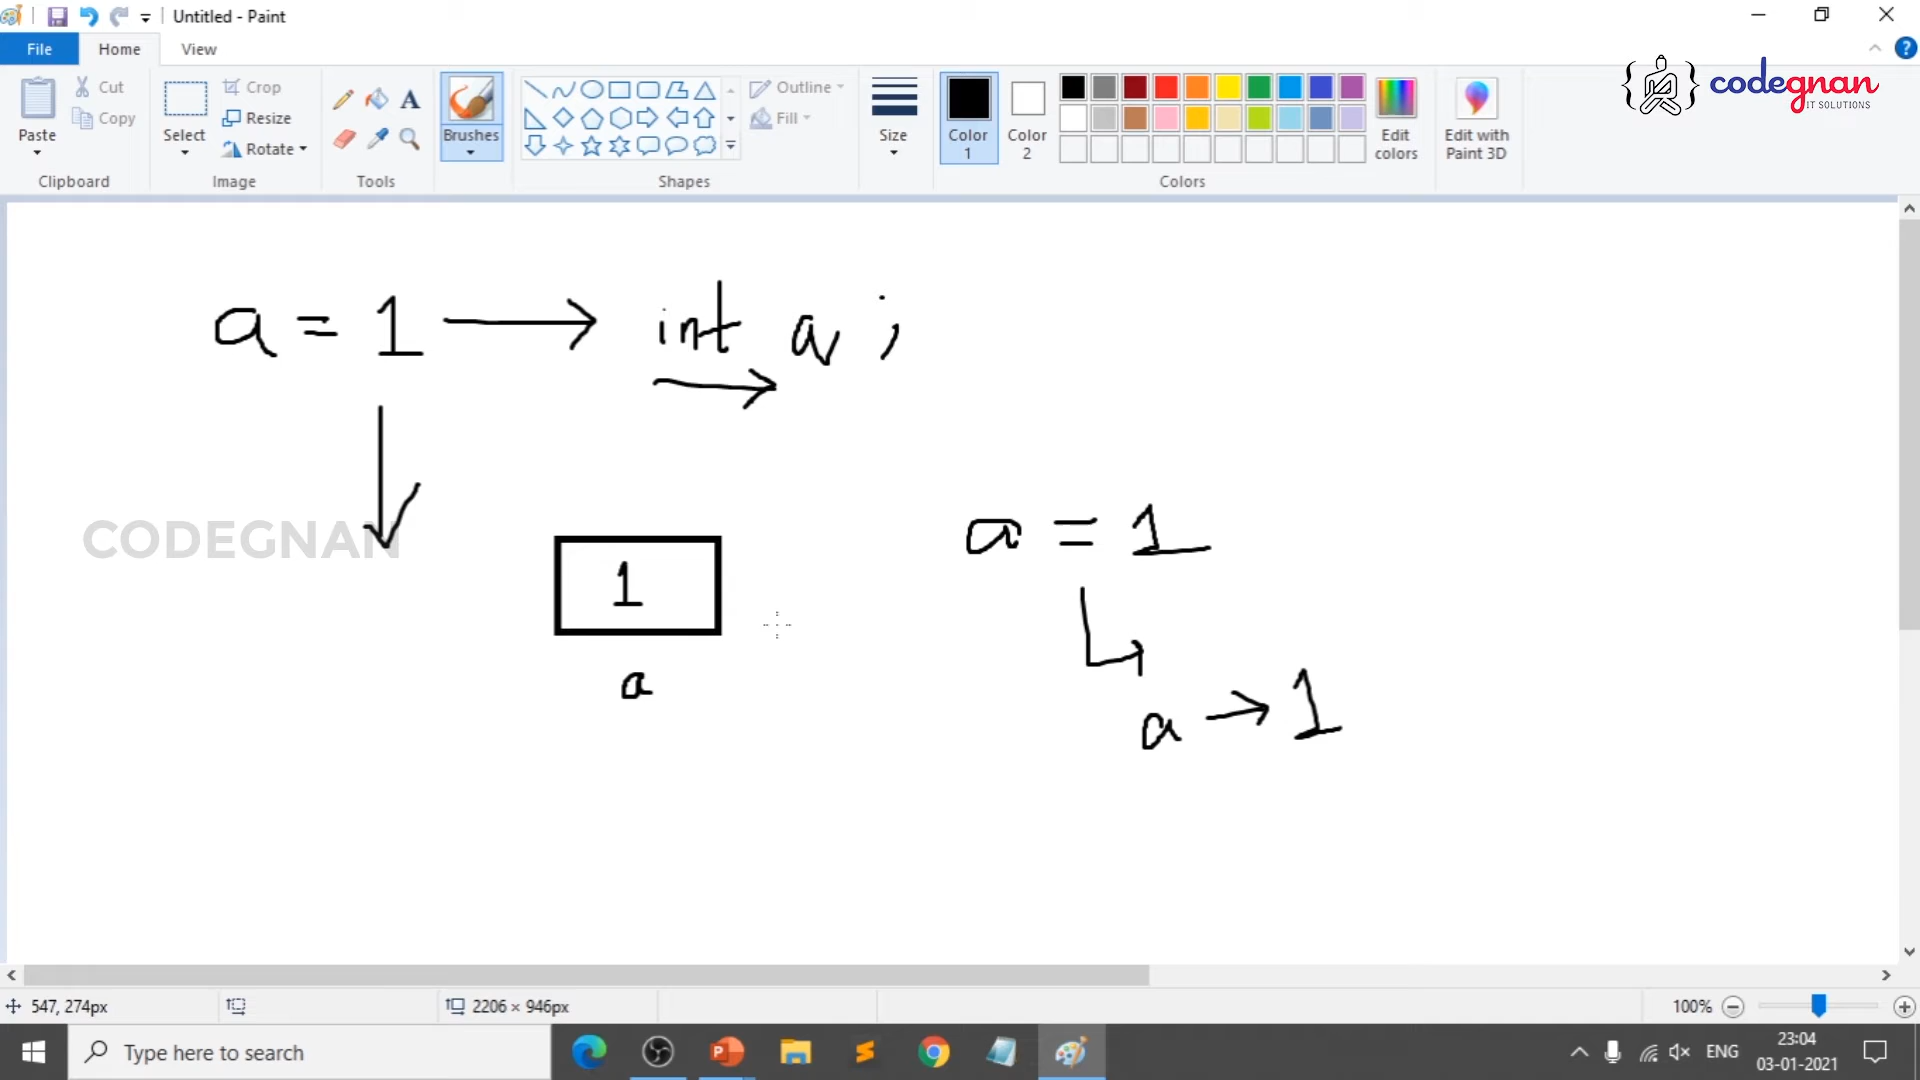 Untitled - Paint
File Home View
Paste
Cut
Copy
Clipboard
Select
Crop
Resize
Rotate
Image
Tools
Brushes
Shapes
Outline
Fill
Size
Color 1
Color 2
Colors
Edit colors
Edit with Paint 3D
codegnan
IT SOLUTIONS
a = 1 → int a ;
CODEGNAN
1
a
a = 1
a → 1
547, 274px
2206 × 946px
100%
Type here to search
ENG
23:04
03-01-2021